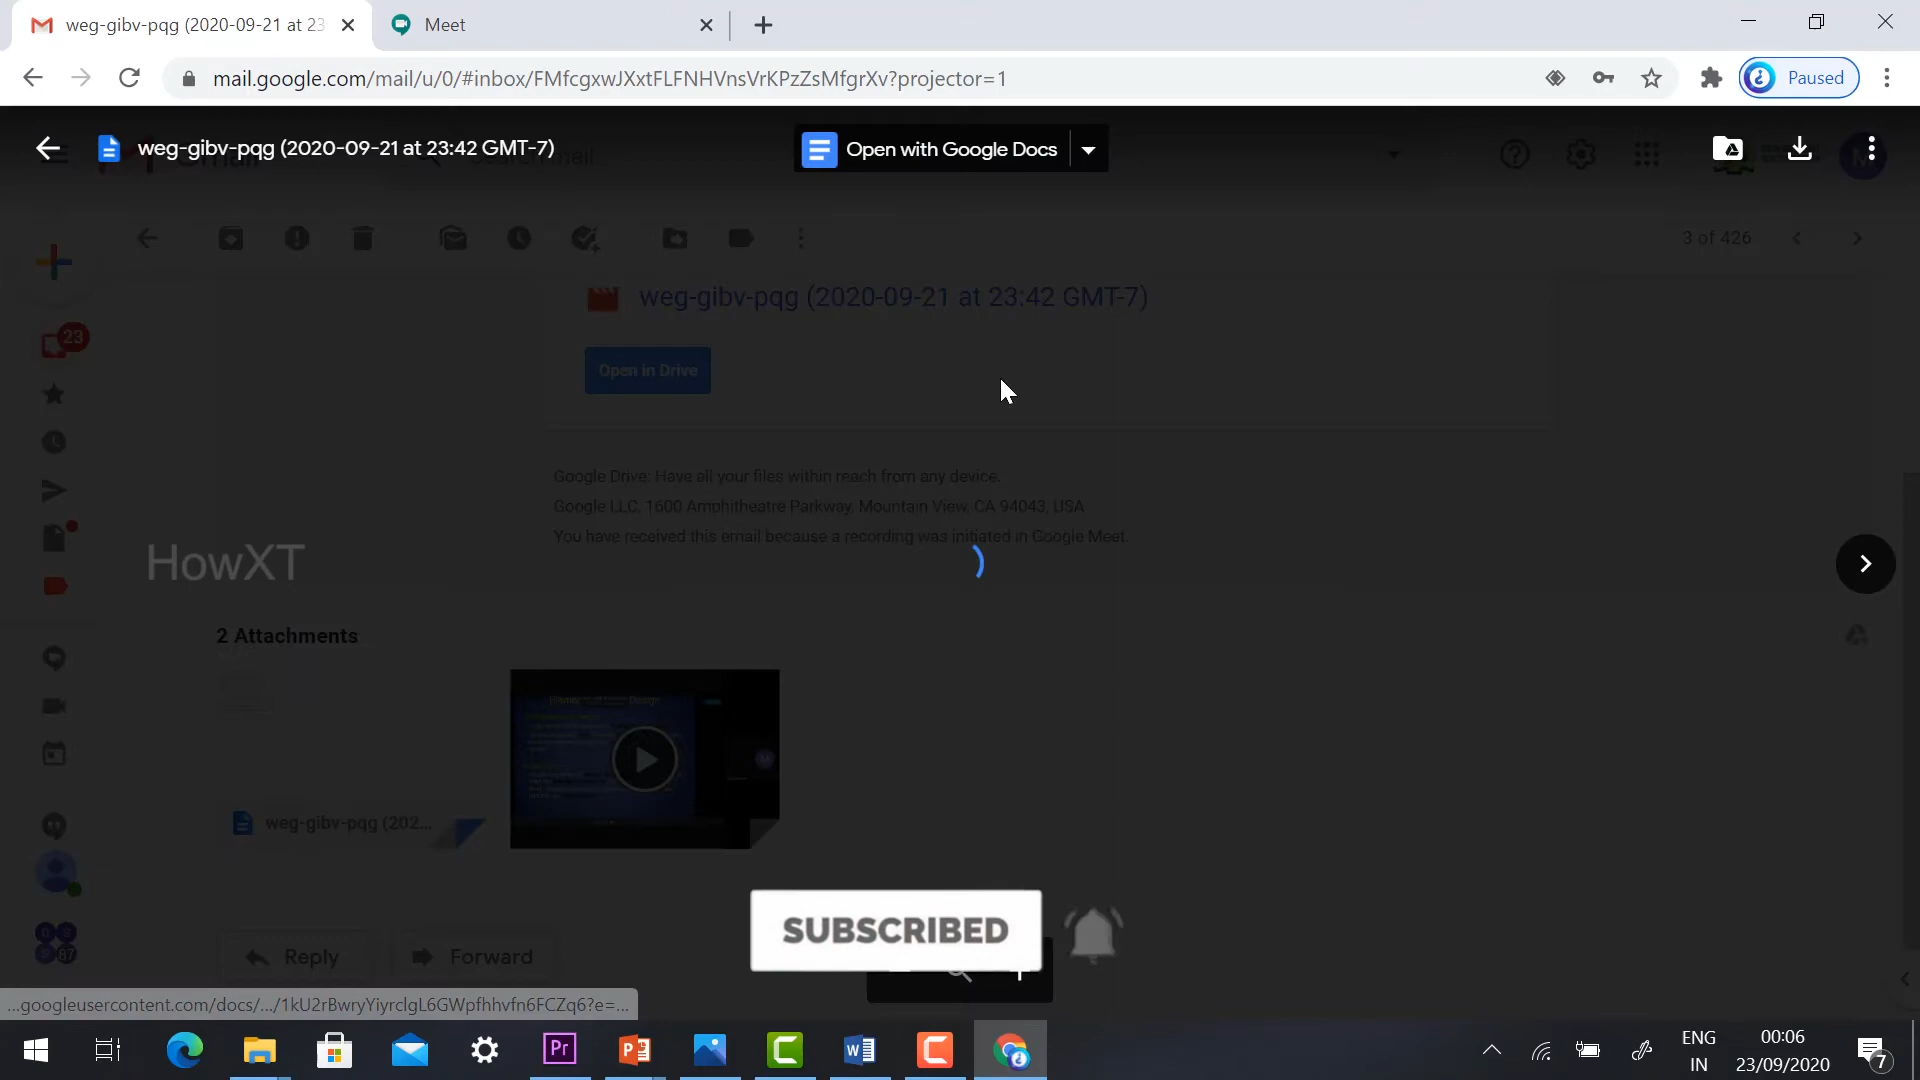 weg-gibv-pqg (2020-09-21 at 23
Meet
mail.google.com/mail/u/0/#inbox/FMfcgxwJXxtFLFNHVnsVrKPzZsMfgrXv?projector=1
Paused
weg-gibv-pqg (2020-09-21 at 23:42 GMT-7)
Open with Google Docs
3 of 426
weg-gibv-pqg (2020-09-21 at 23:42 GMT-7)
23
Open in Drive
Google Drive: Have all your files within reach from any device.
Google LLC, 1600 Amphitheatre Parkway, Mountain View, CA 94043, USA
You have received this email because a recording was initiated in Google Meet.
HowXT
2 Attachments
weg-gibv-pqg (202...
SUBSCRIBED
Reply
Forward
...googleusercontent.com/docs/.../1kU2rBwryYiyrclgL6GWpfhhvfn6FCZq6?e=...
Pr
ENG
IN
00:06
23/09/2020
7